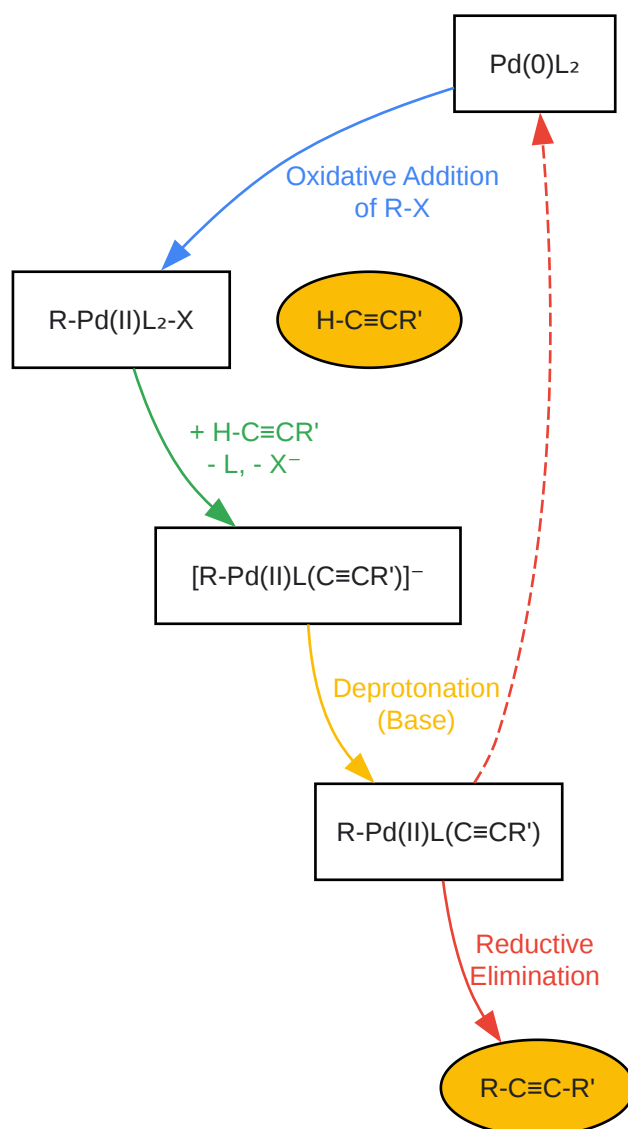 Pd(0)L₂
Oxidative Addition
of R-X
R-Pd(II)L₂-X
H-C≡CR'
+ H-C≡CR'
- L, - X⁻
[R-Pd(II)L(C≡CR')]⁻
Deprotonation
(Base)
R-Pd(II)L(C≡CR')
Reductive
Elimination
R-C≡C-R'